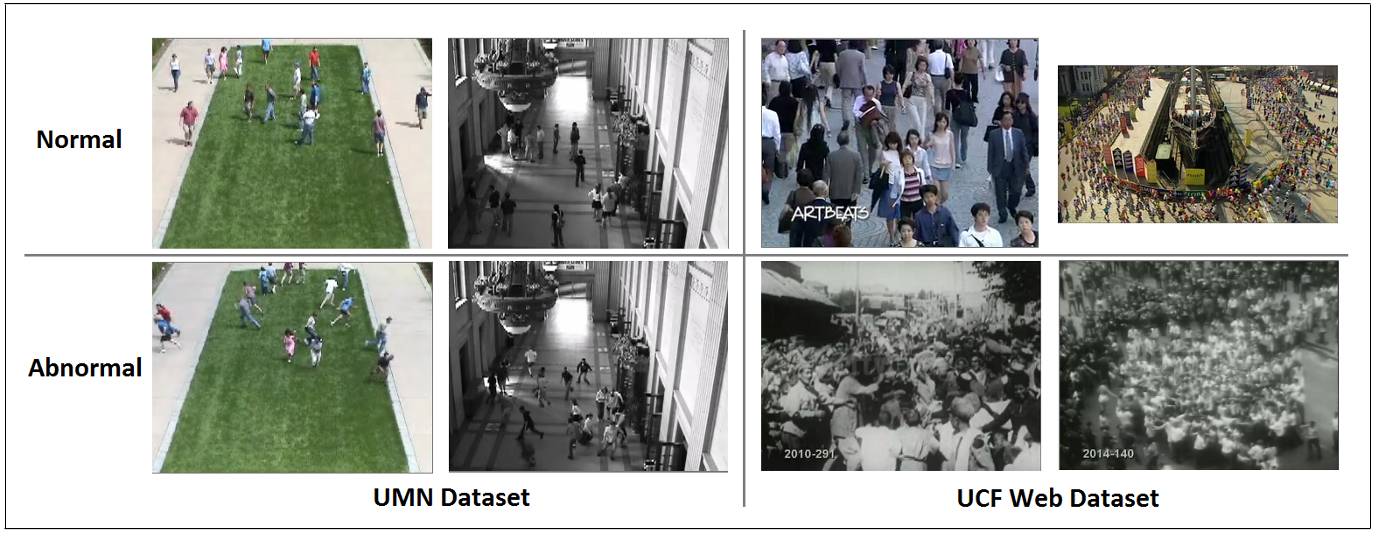 Normal
ARTBEATS
Abnormal
2010-291
2014-140
UMN Dataset
UCF Web Dataset